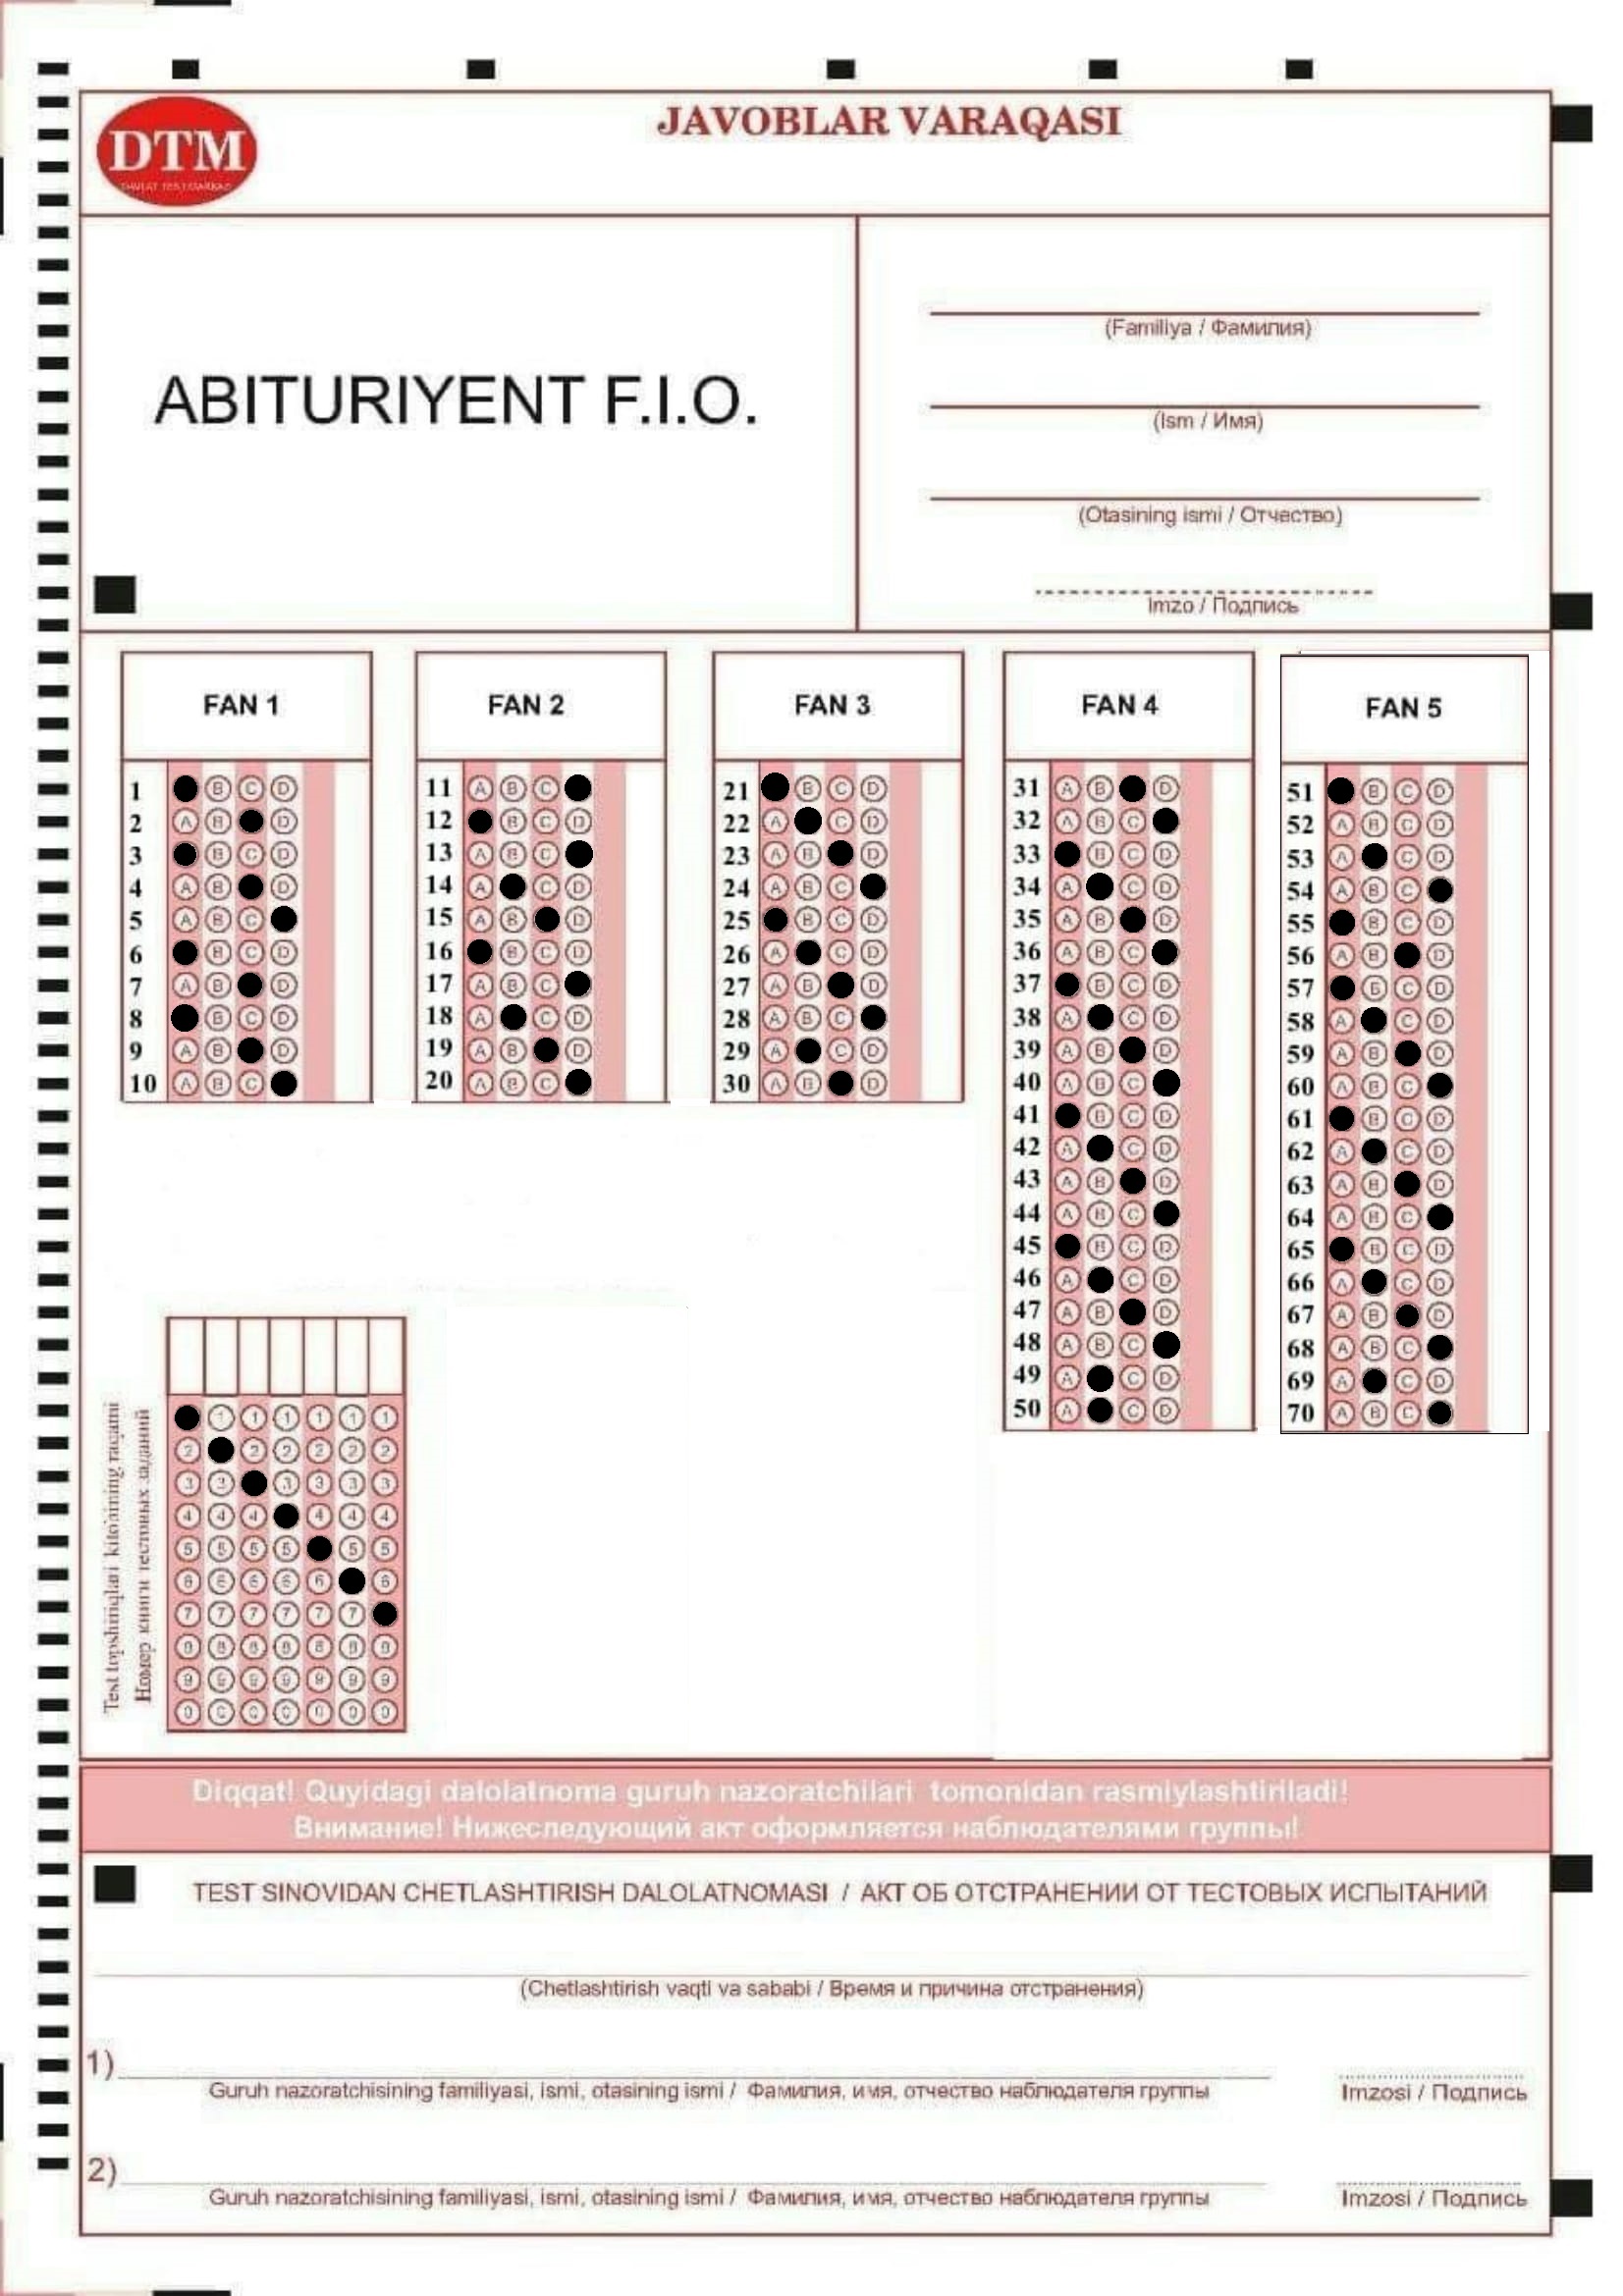 JAVOBLAR VARAQASI
DTM
ABITURIYENT F.I.O.
(Familiya / Фамилия)
(Ism / Имя)
(Otasining ismi / Отчество)
Imzo / Подпись
FAN 1
FAN 2
FAN 3
FAN 4
FAN 5
1 B C D
2 A B D
3 B C D
4 A B D
5 A B C
6 B C D
7 A B D
8 B C D
9 A B D
10 A B C
11 A B C
12 B C D
13 A B C
14 A C D
15 A B D
16 B C D
17 A B C
18 A C D
19 A B D
20 A B C
21 B C D
22 A C D
23 A B D
24 A B C
25 B C D
26 A C D
27 A B D
28 A B C
29 A C D
30 A B D
31 A B D
32 A B C
33 B C D
34 A C D
35 A B D
36 A B C
37 B C D
38 A C D
39 A B D
40 A B C
41 B C D
42 A C D
43 A B D
44 A B C
45 B C D
46 A C D
47 A B D
48 A B C
49 A C D
50 A C D
51 B C D
52 A B C D
53 A C D
54 A B C
55 B C D
56 A B D
57 B C D
58 A C D
59 A B D
60 A B C
61 B C D
62 A C D
63 A B D
64 A B C
65 B C D
66 A C D
67 A B D
68 A B C
69 A C D
70 A B C
Test topshiriqlari kitobining raqami
Номер книги тестовых заданий
1 1 1 1 1 1
2 2 2 2 2 2
3 3 3 3 3 3
4 4 4 4 4 4
5 5 5 5 5 5
6 6 6 6 6 6
7 7 7 7 7 7
8 8 8 8 8 8 8
9 9 9 9 9 9 9
0 0 0 0 0 0 0
Diqqat! Quyidagi dalolatnoma guruh nazoratchilari tomonidan rasmiylashtiriladi!
Внимание! Нижеследующий акт оформляется наблюдателями группы!
TEST SINOVIDAN CHETLASHTIRISH DALOLATNOMASI / АКТ ОБ ОТСТРАНЕНИИ ОТ ТЕСТОВЫХ ИСПЫТАНИЙ
(Chetlashtirish vaqti va sababi / Время и причина отстранения)
1)
Guruh nazoratchisining familiyasi, ismi, otasining ismi / Фамилия, имя, отчество наблюдателя группы
Imzosi / Подпись
2)
Guruh nazoratchisining familiyasi, ismi, otasining ismi / Фамилия, имя, отчество наблюдателя группы
Imzosi / Подпись